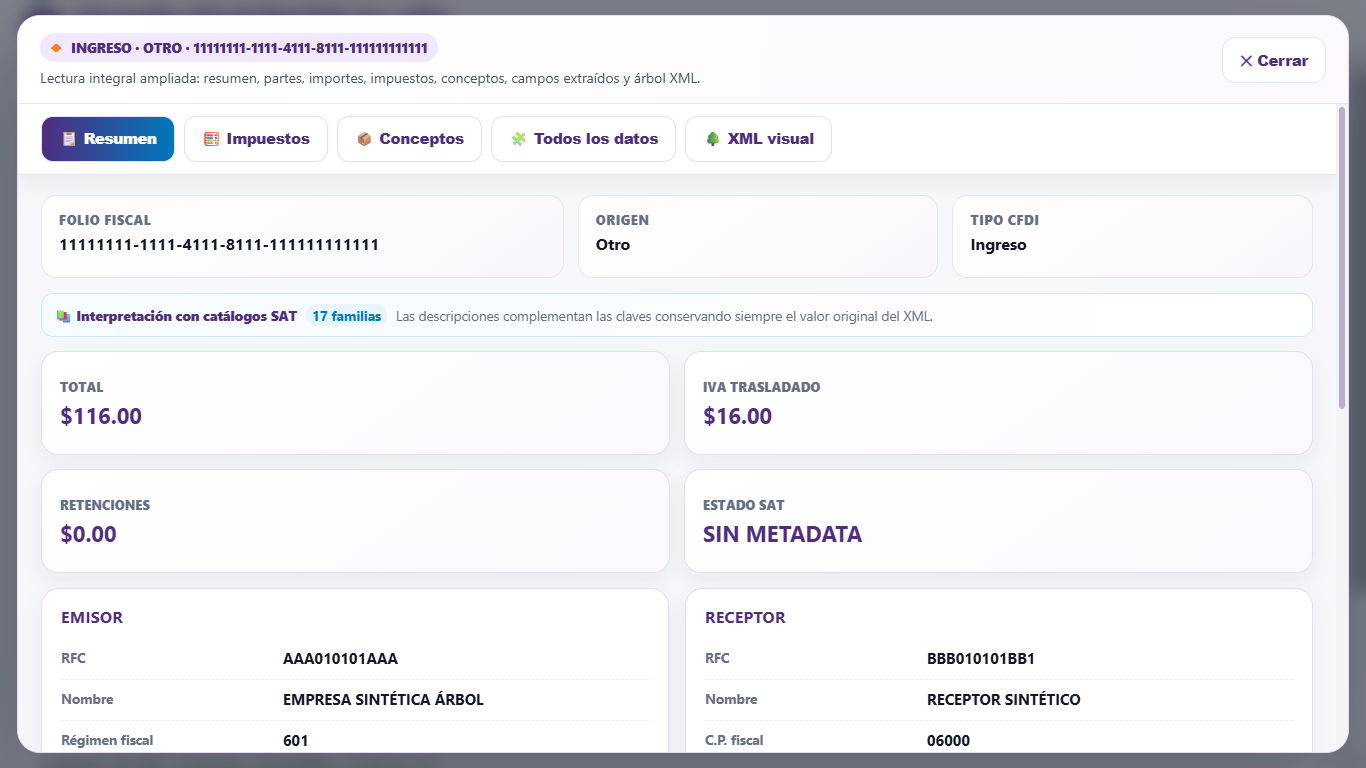 INGRESO · OTRO · 11111111-1111-4111-8111-111111111111
Lectura integral ampliada: resumen, partes, importes, impuestos, conceptos, campos extraídos y árbol XML.
Cerrar
Resumen
Impuestos
Conceptos
Todos los datos
XML visual
FOLIO FISCAL
11111111-1111-4111-8111-111111111111
ORIGEN
Otro
TIPO CFDI
Ingreso
Interpretación con catálogos SAT 17 familias Las descripciones complementan las claves conservando siempre el valor original del XML.
TOTAL
$116.00
IVA TRASLADADO
$16.00
RETENCIONES
$0.00
ESTADO SAT
SIN METADATA
EMISOR
RFC AAA010101AAA
Nombre EMPRESA SINTÉTICA ÁRBOL
Régimen fiscal 601
RECEPTOR
RFC BBB010101BB1
Nombre RECEPTOR SINTÉTICO
C.P. fiscal 06000